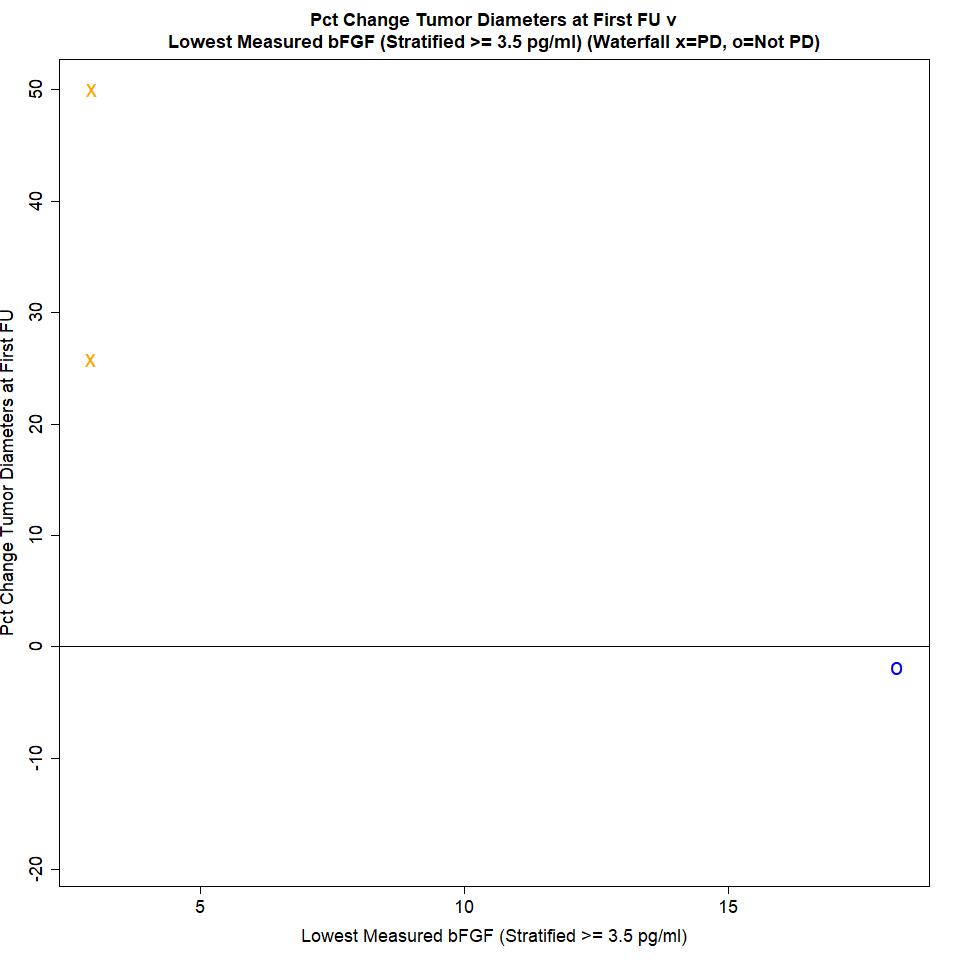 Pct Change Tumor Diameters at First FU v
Lowest Measured bFGF (Stratified >= 3.5 pg/ml) (Waterfall x=PD, o=Not PD)
Pct Change Tumor Diameters at First FU
50
40
30
20
10
0
-10
-20
X
X
O
5
10
15
Lowest Measured bFGF (Stratified >= 3.5 pg/ml)